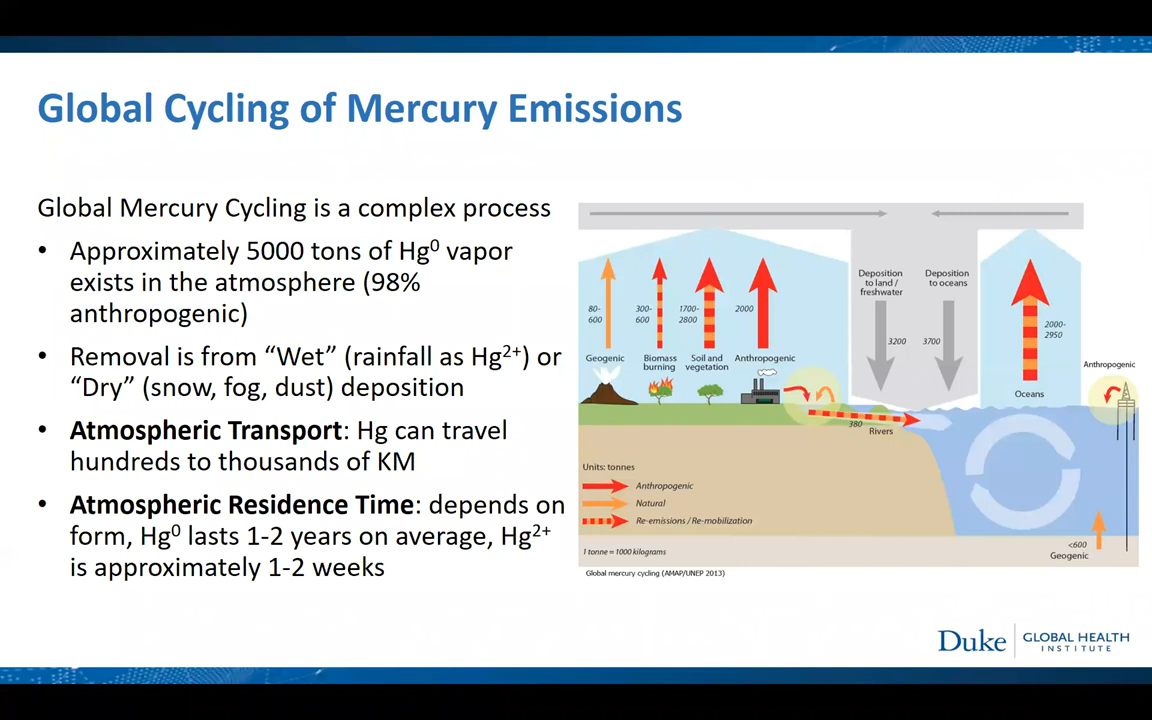 Global Cycling of Mercury Emissions
Global Mercury Cycling is a complex process
• Approximately 5000 tons of Hg⁰ vapor
exists in the atmosphere (98%
anthropogenic)
• Removal is from “Wet” (rainfall as Hg²⁺) or
“Dry” (snow, fog, dust) deposition
• Atmospheric Transport: Hg can travel
hundreds to thousands of KM
• Atmospheric Residence Time: depends on
form, Hg⁰ lasts 1-2 years on average, Hg²⁺
is approximately 1-2 weeks
Deposition
to land /
freshwater
Deposition
to oceans
80-
600
300-
600
1700-
2800
2000
3200
3700
2000-
2950
Geogenic
Biomass
burning
Soil and
vegetation
Anthropogenic
Oceans
Anthropogenic
380
Rivers
Units: tonnes
Anthropogenic
Natural
Re-emissions / Re-mobilization
1 tonne = 1000 kilograms
<600
Geogenic
Global mercury cycling (AMAP/UNEP 2013)
Duke
GLOBAL HEALTH
INSTITUTE